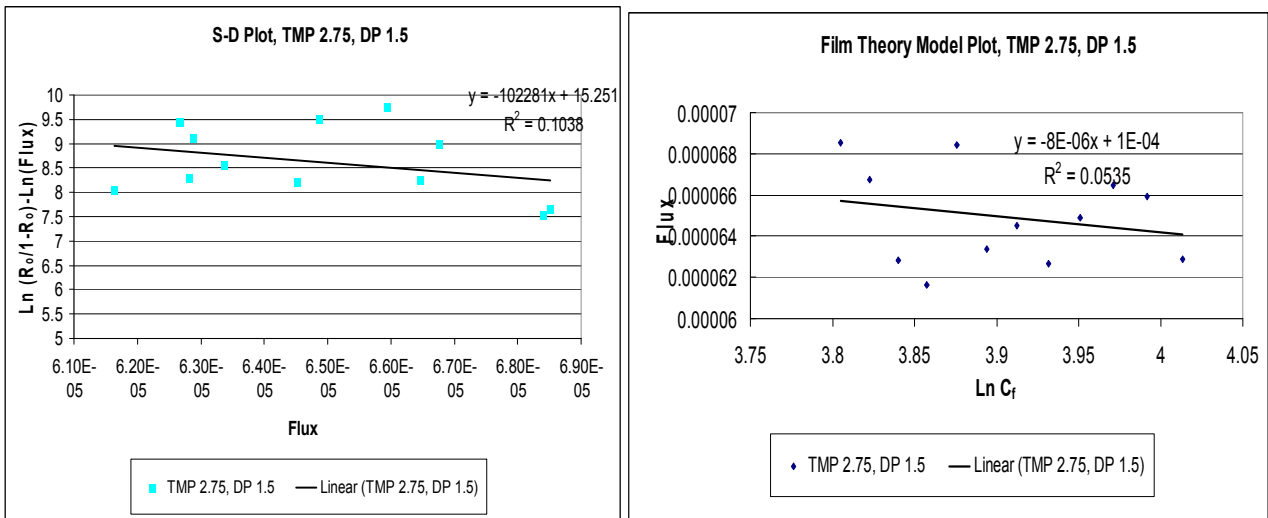 S-D Plot, TMP 2.75, DP 1.5
y = -102281x + 15.251
R² = 0.1038
Ln (R₀/1-R₀)-Ln(Flux)
10
9.5
9
8.5
8
7.5
7
6.5
6
5.5
5
6.10E-05 6.20E-05 6.30E-05 6.40E-05 6.50E-05 6.60E-05 6.70E-05 6.80E-05 6.90E-05
Flux
TMP 2.75, DP 1.5 Linear (TMP 2.75, DP 1.5)
Film Theory Model Plot, TMP 2.75, DP 1.5
y = -8E-06x + 1E-04
R² = 0.0535
Flux
0.00007
0.000068
0.000066
0.000064
0.000062
0.00006
3.75 3.8 3.85 3.9 3.95 4 4.05
Ln Cf
TMP 2.75, DP 1.5 Linear (TMP 2.75, DP 1.5)